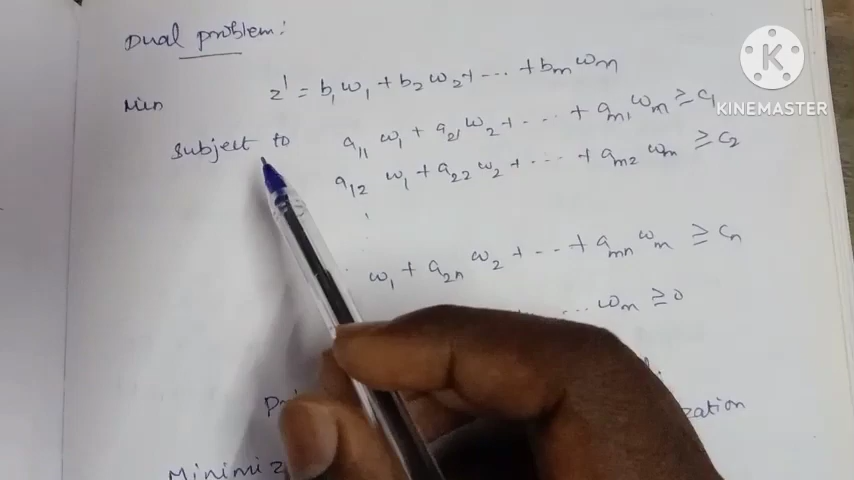 Dual problem:
Min z' = b₁w₁ + b₂w₂ + ... + bₘwₘ
Subject to a₁₁ w₁ + a₂₁ w₂ + ... + aₘ₁ wₘ ≥ c₁
a₁₂ w₁ + a₂₂ w₂ + ... + aₘ₂ wₘ ≥ c₂
w₁ + a₂ₙ w₂ + ... + aₘₙ wₘ ≥ cₙ
... wₘ ≥ 0
Minimiz
KINEMASTER